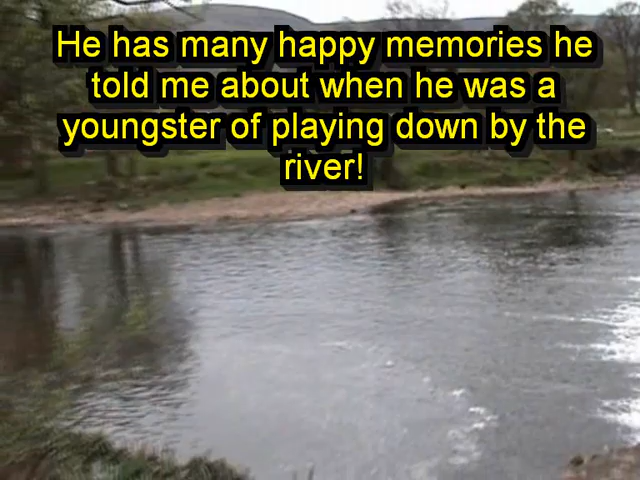 He has many happy memories he
told me about when he was a
youngster of playing down by the
river!